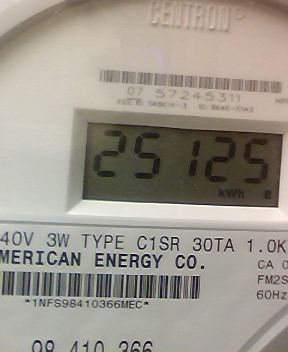 CENTRON®
07 57245311
25125
kWh
40V 3W TYPE C1SR 30TA 1.0K
MERICAN ENERGY CO.
CA 0
FM2S
*1NFS98410366MEC*
60Hz
98 410 366